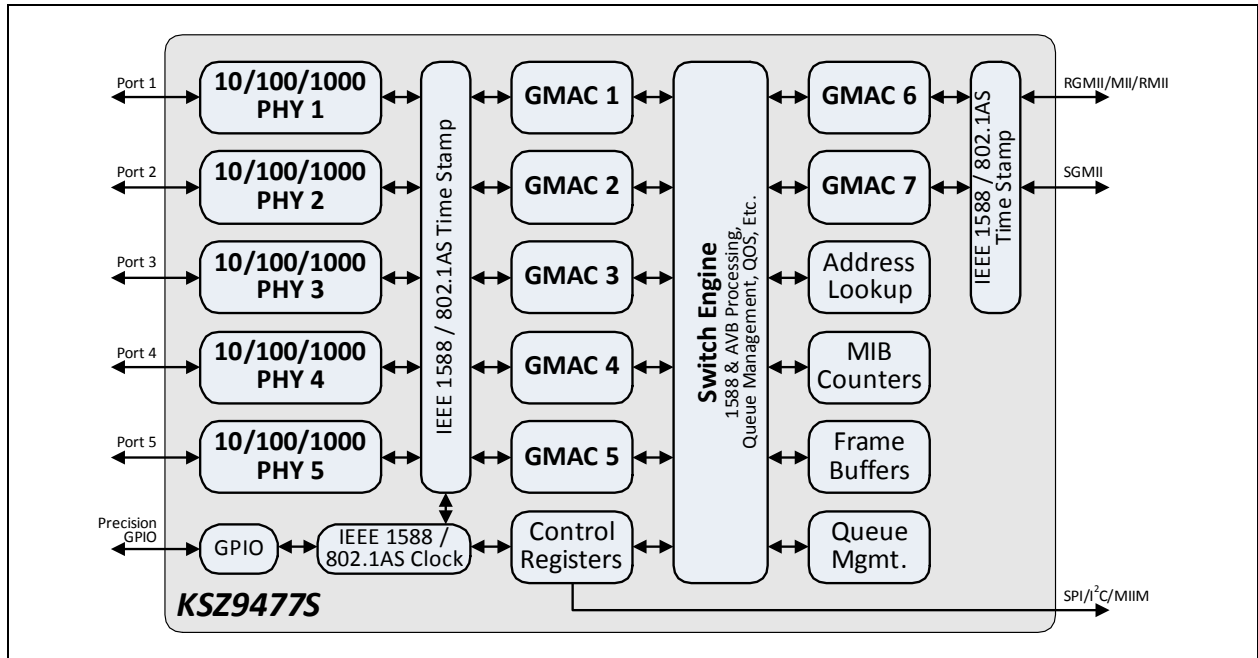 Port 1
10/100/1000
PHY 1
Port 2
10/100/1000
PHY 2
Port 3
10/100/1000
PHY 3
Port 4
10/100/1000
PHY 4
Port 5
10/100/1000
PHY 5
Precision
GPIO
GPIO
IEEE 1588 / 802.1AS Time Stamp
IEEE 1588 /
802.1AS Clock
GMAC 1
GMAC 2
GMAC 3
GMAC 4
GMAC 5
Control
Registers
Switch Engine
1588 & AVB Processing,
Queue Management, QOS, Etc.
GMAC 6
GMAC 7
Address
Lookup
MIB
Counters
Frame
Buffers
Queue
Mgmt.
IEEE 1588 / 802.1AS
Time Stamp
RGMII/MII/RMII
SGMII
SPI/I²C/MIIM
KSZ9477S